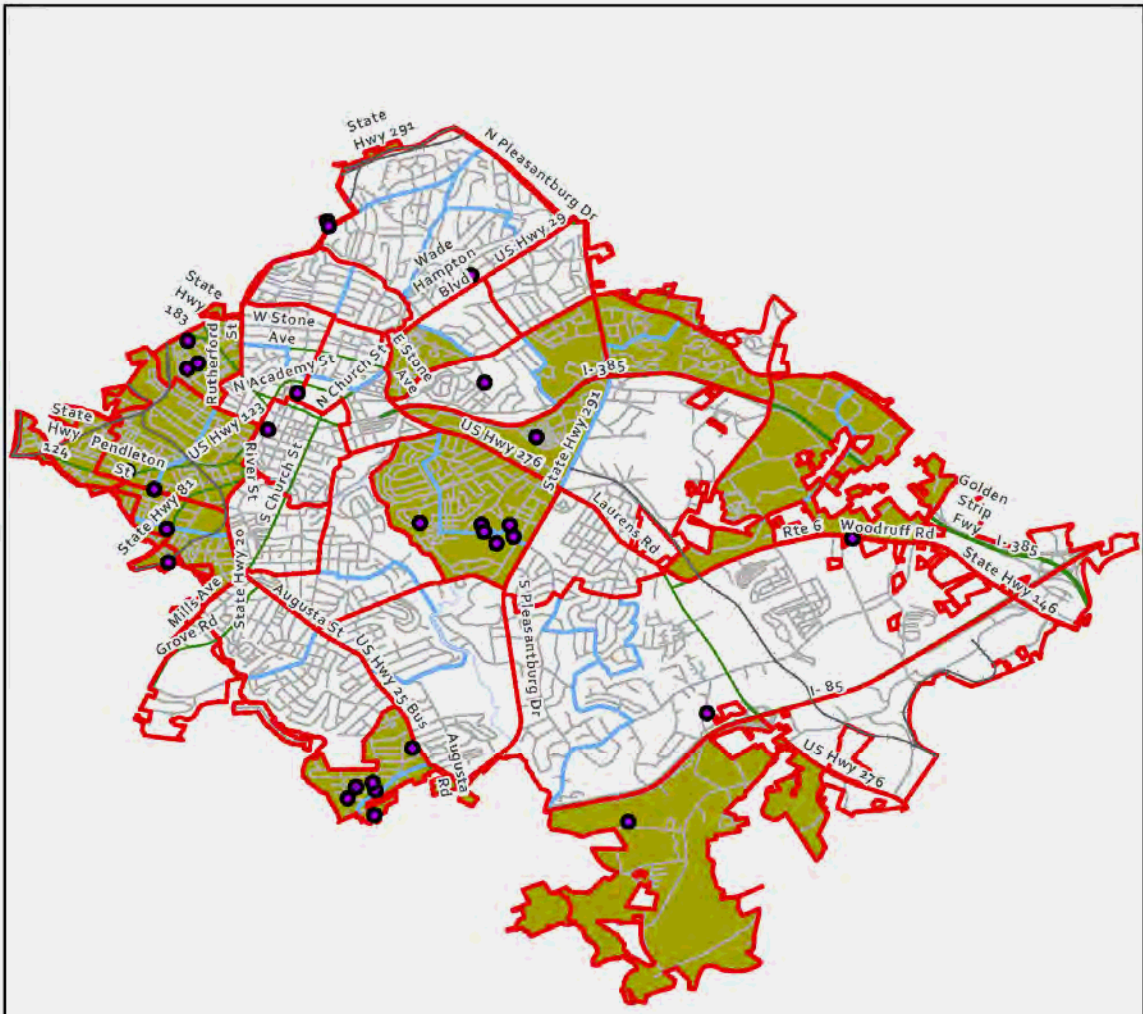 State
Hwy 291
N Pleasantburg Dr
Wade
Hampton
Blvd
US Hwy 29
State
Hwy
183
Rutherford
St
W Stone
Ave
E Stone
Ave
N Academy St
N Church St
I-385
US Hwy 123
US Hwy 276
State Hwy 291
State
Hwy
124
Pendleton
St
River St
S Church St
State Hwy 81
State Hwy 20
Laurens Rd
Golden
Strip
Fwy
Rte 6
Woodruff Rd
I-385
State Hwy 146
Mills Ave
Grove Rd
Augusta St
US Hwy 25 Bus
S Pleasantburg Dr
Augusta
Rd
I-85
US Hwy 276